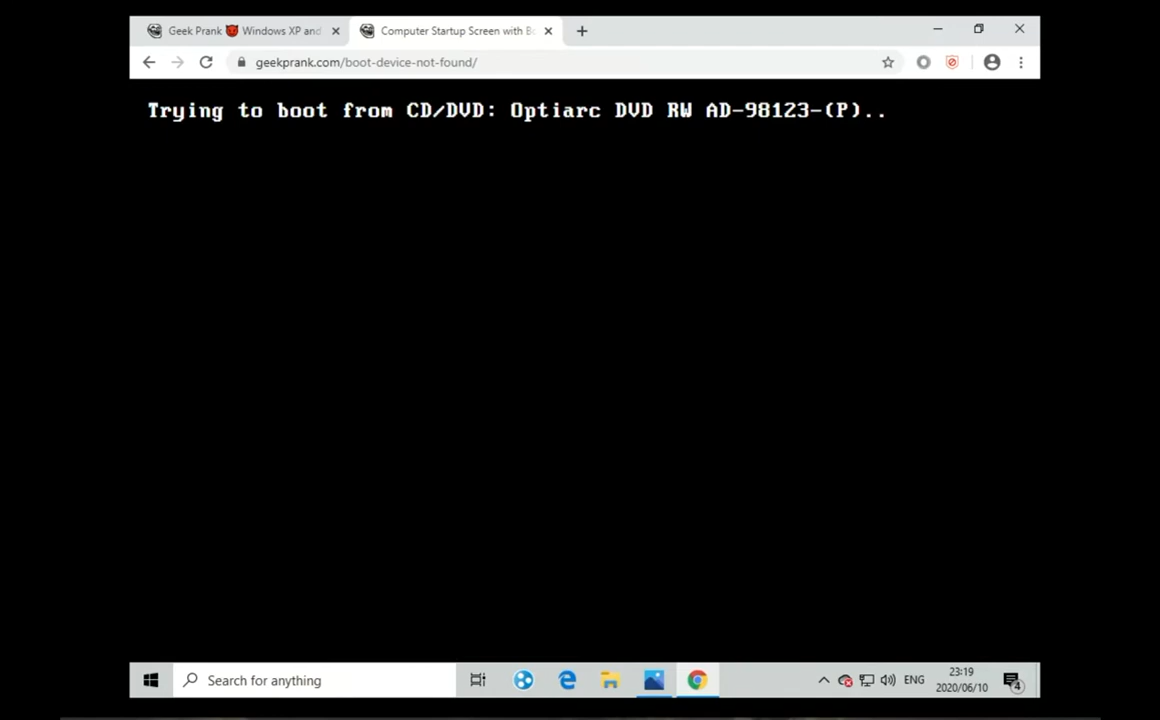 Geek Prank 👿 Windows XP and
Computer Startup Screen with Bo
geekprank.com/boot-device-not-found/
Trying to boot from CD/DVD: Optiarc DVD RW AD-98123-(P)..
Search for anything
ENG
23:19
2020/06/10
4